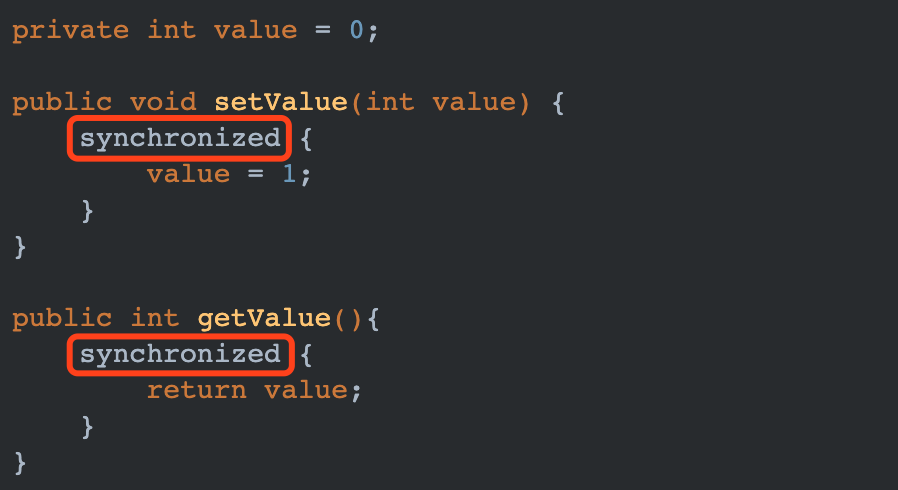 private int value = 0;
public void setValue(int value) {
synchronized {
value = 1;
}
}
public int getValue(){
synchronized {
return value;
}
}